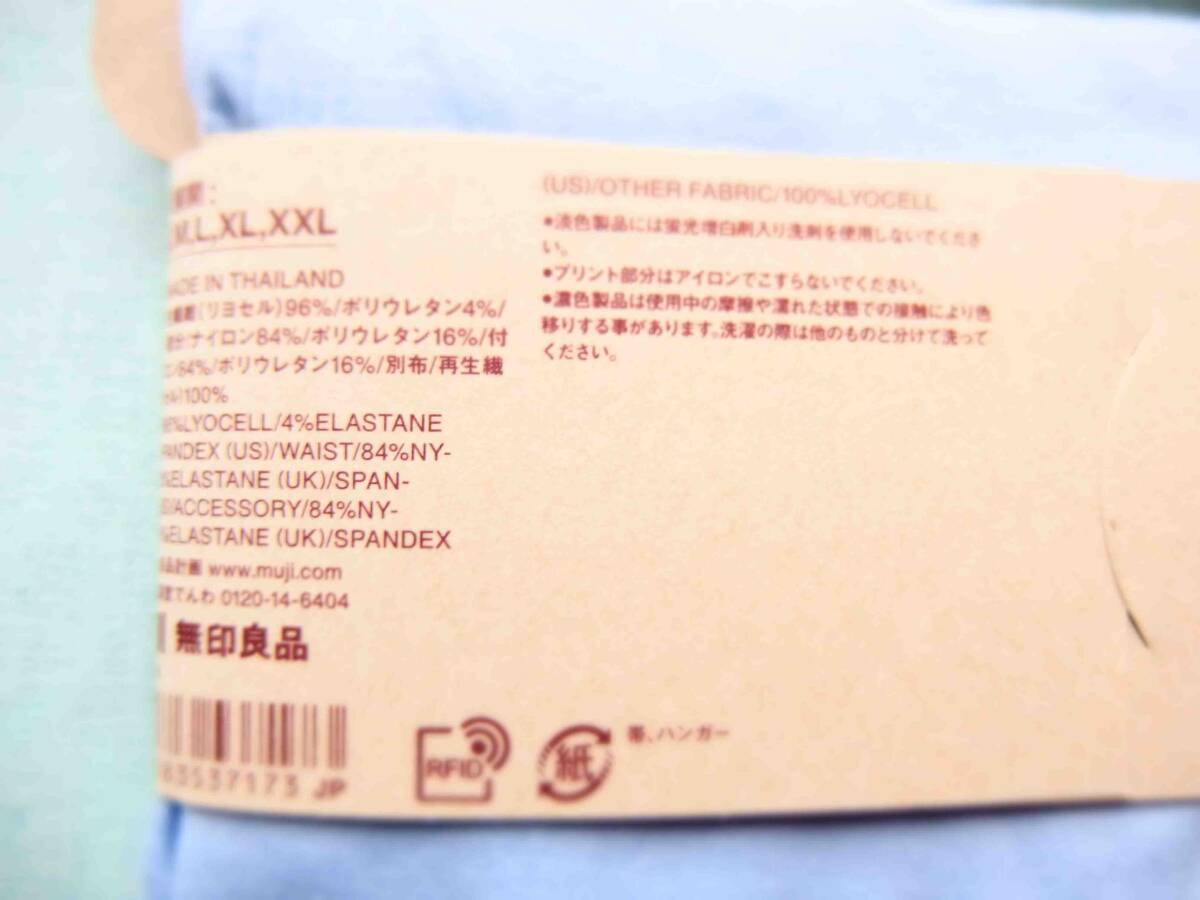 M,L,XL,XXL
MADE IN THAILAND
(リヨセル)96%/ポリウレタン4%/
ナイロン84%/ポリウレタン16%/付
84%/ポリウレタン16%/別布/再生繊
100%
%LYOCELL/4%ELASTANE
PANDEX (US)/WAIST/84%NY-
%ELASTANE (UK)/SPAN-
/ACCESSORY/84%NY-
%ELASTANE (UK)/SPANDEX
品計画 www.muji.com
でんわ 0120-14-6404
無印良品
63537173 JP
(US)/OTHER FABRIC/100%LYOCELL
●淡色製品には蛍光増白剤入り洗剤を使用しないでくださ
い。
●プリント部分はアイロンでこすらないでください。
●濃色製品は使用中の摩擦や濡れた状態での接触により色
移りする事があります。洗濯の際は他のものと分けて洗って
ください。
RFID
紙
帯、ハンガー